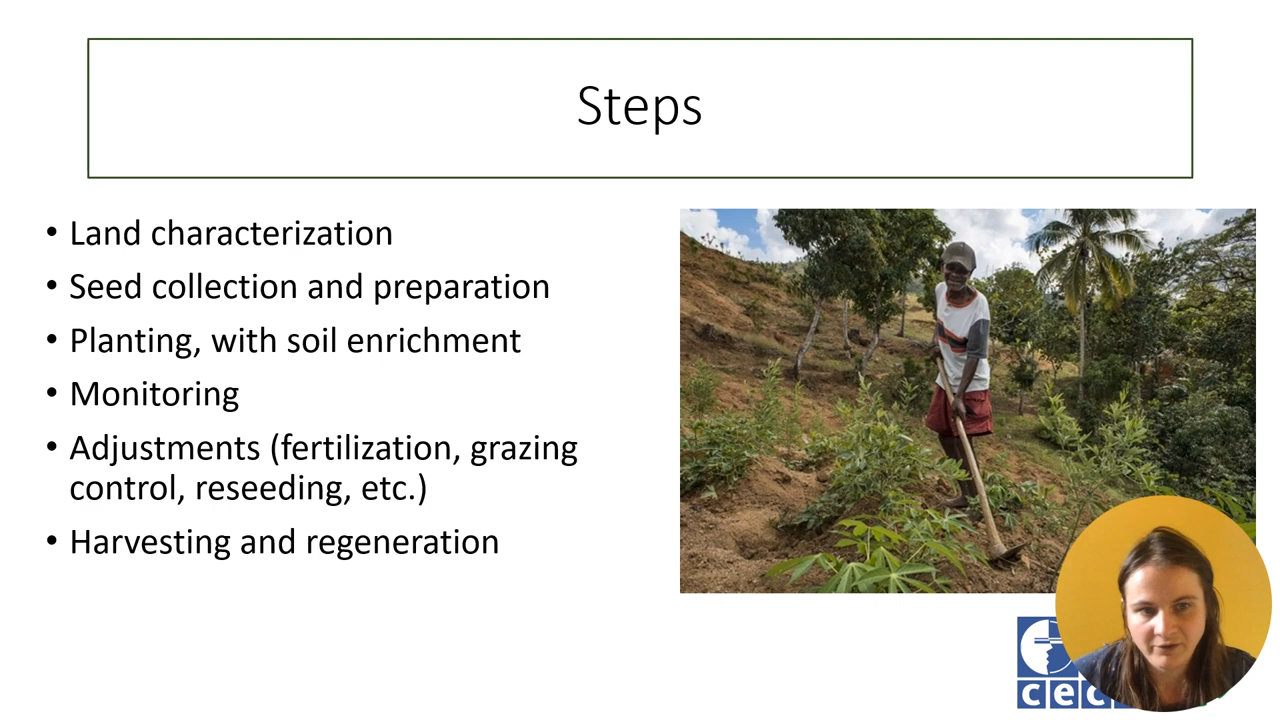 Steps
• Land characterization
• Seed collection and preparation
• Planting, with soil enrichment
• Monitoring
• Adjustments (fertilization, grazing
control, reseeding, etc.)
• Harvesting and regeneration